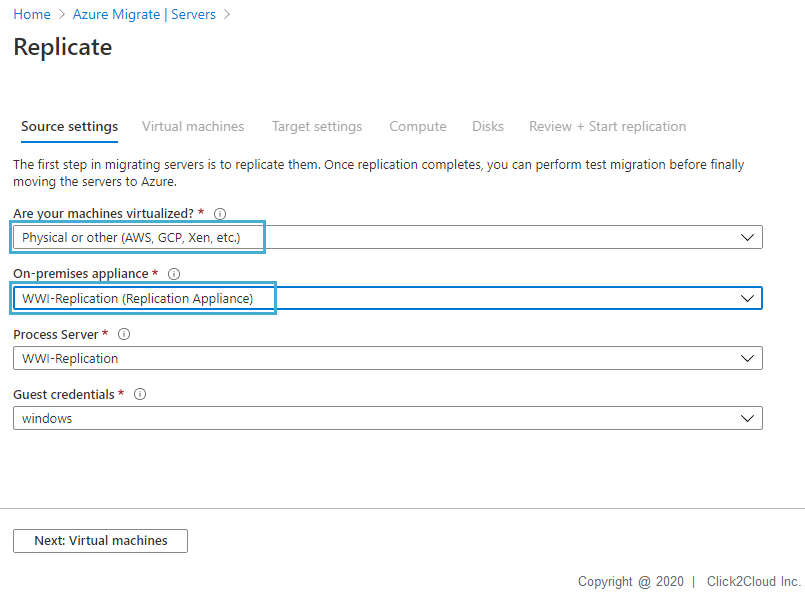 Home > Azure Migrate | Servers >
Replicate
Source settings Virtual machines Target settings Compute Disks Review + Start replication
The first step in migrating servers is to replicate them. Once replication completes, you can perform test migration before finally
moving the servers to Azure.
Are your machines virtualized? *
Physical or other (AWS, GCP, Xen, etc.)
On-premises appliance *
WWI-Replication (Replication Appliance)
Process Server *
WWI-Replication
Guest credentials *
windows
Next: Virtual machines
Copyright @ 2020 | Click2Cloud Inc.